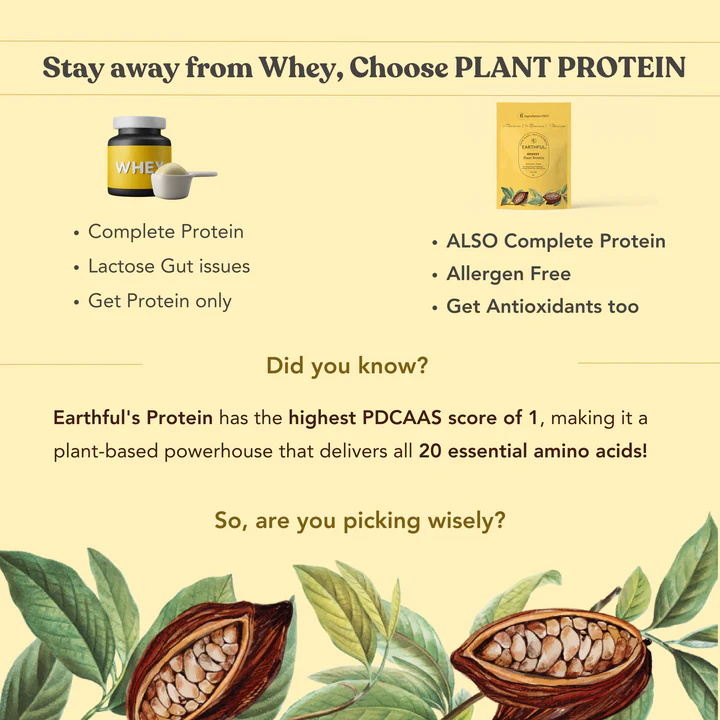 Stay away from Whey, Choose PLANT PROTEIN
WHEY
EARTHFUL
Plant Protein
• Complete Protein
• Lactose Gut issues
• Get Protein only
• ALSO Complete Protein
• Allergen Free
• Get Antioxidants too
Did you know?
Earthful's Protein has the highest PDCAAS score of 1, making it a
plant-based powerhouse that delivers all 20 essential amino acids!
So, are you picking wisely?